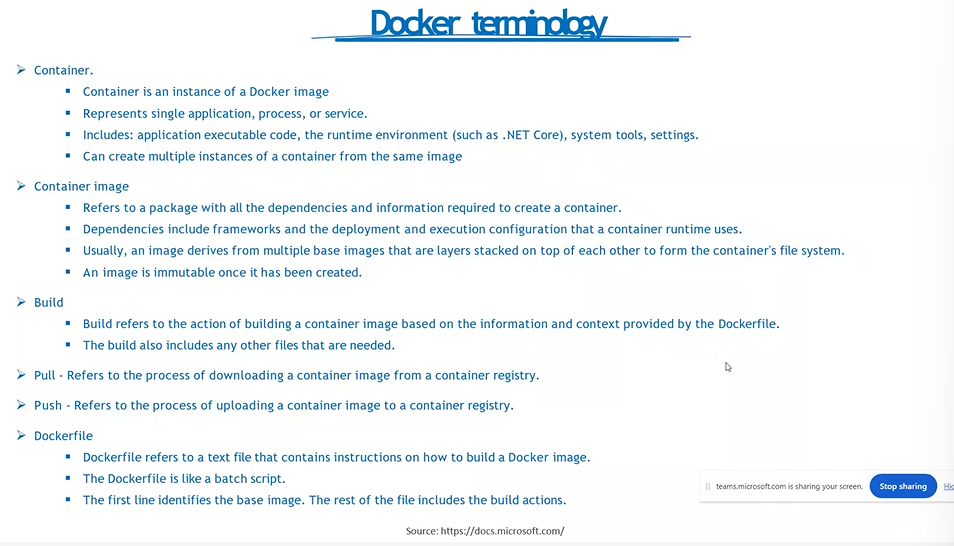 Docker terminology
Container.
Container is an instance of a Docker image
Represents single application, process, or service.
Includes: application executable code, the runtime environment (such as .NET Core), system tools, settings.
Can create multiple instances of a container from the same image
Container image
Refers to a package with all the dependencies and information required to create a container.
Dependencies include frameworks and the deployment and execution configuration that a container runtime uses.
Usually, an image derives from multiple base images that are layers stacked on top of each other to form the container's file system.
An image is immutable once it has been created.
Build
Build refers to the action of building a container image based on the information and context provided by the Dockerfile.
The build also includes any other files that are needed.
Pull - Refers to the process of downloading a container image from a container registry.
Push - Refers to the process of uploading a container image to a container registry.
Dockerfile
Dockerfile refers to a text file that contains instructions on how to build a Docker image.
The Dockerfile is like a batch script.
teams.microsoft.com is sharing your screen. Stop sharing
The first line identifies the base image. The rest of the file includes the build actions.
Source: https://docs.microsoft.com/